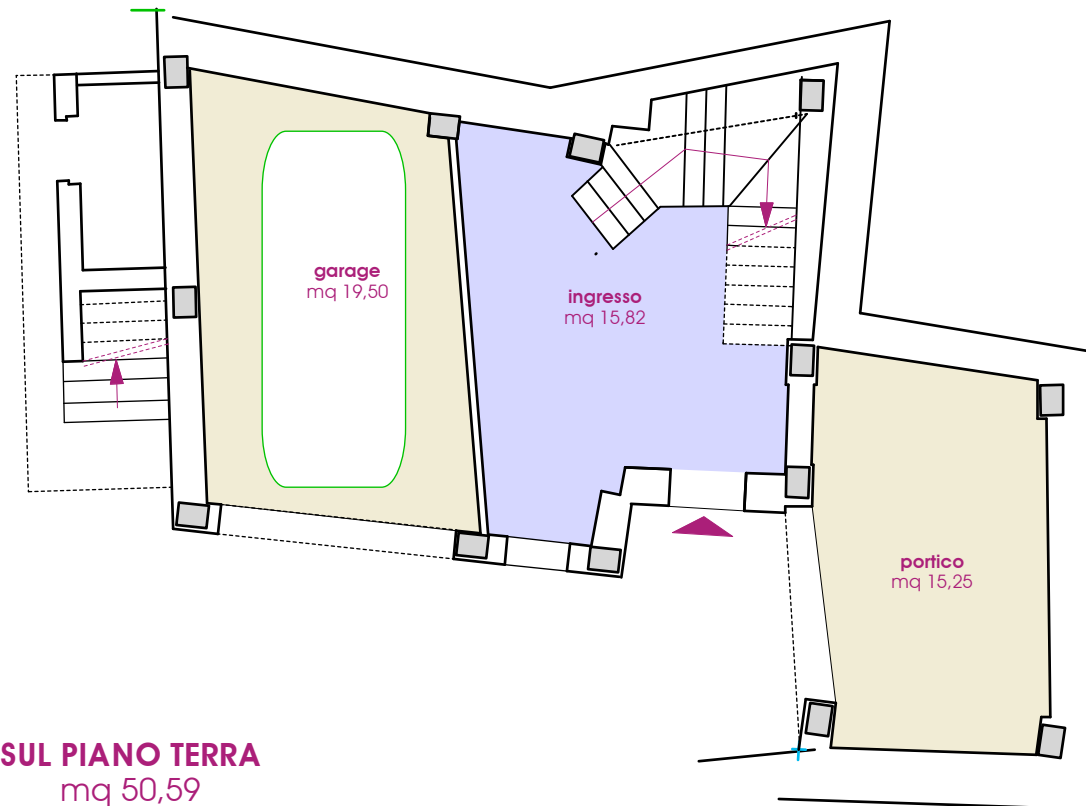 garage
mq 19,50
ingresso
mq 15,82
portico
mq 15,25
SUL PIANO TERRA
mq 50,59